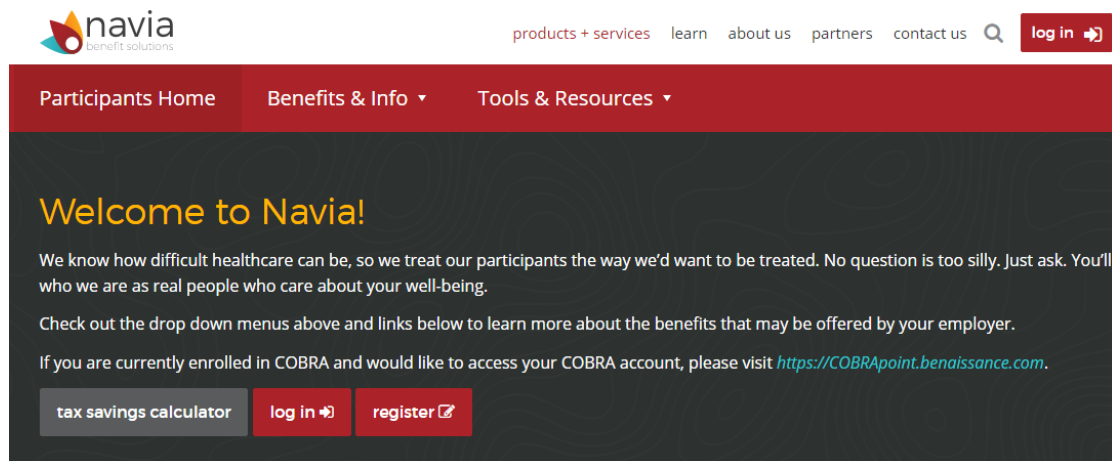 navia
benefit solutions
products + services learn about us partners contact us log in
Participants Home Benefits & Info Tools & Resources
Welcome to Navia!
We know how difficult healthcare can be, so we treat our participants the way we'd want to be treated. No question is too silly. Just ask. You'll
who we are as real people who care about your well-being.
Check out the drop down menus above and links below to learn more about the benefits that may be offered by your employer.
If you are currently enrolled in COBRA and would like to access your COBRA account, please visit https://COBRApoint.benaissance.com.
tax savings calculator log in register